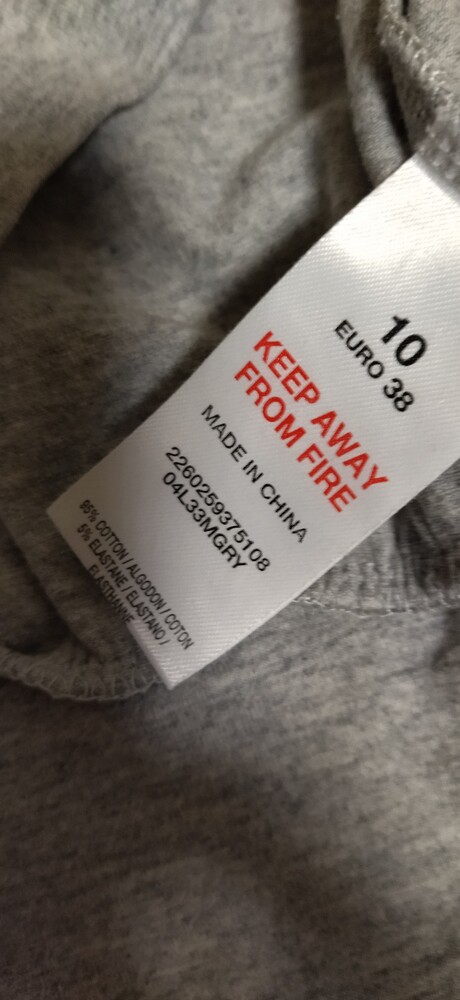 10
EURO 38
KEEP AWAY
FROM FIRE
MADE IN CHINA
2260259375108
04L33MGRY
95% COTTON / ALGODON / COTON
5% ELASTANE / ELASTANO /
ELASTHANNE